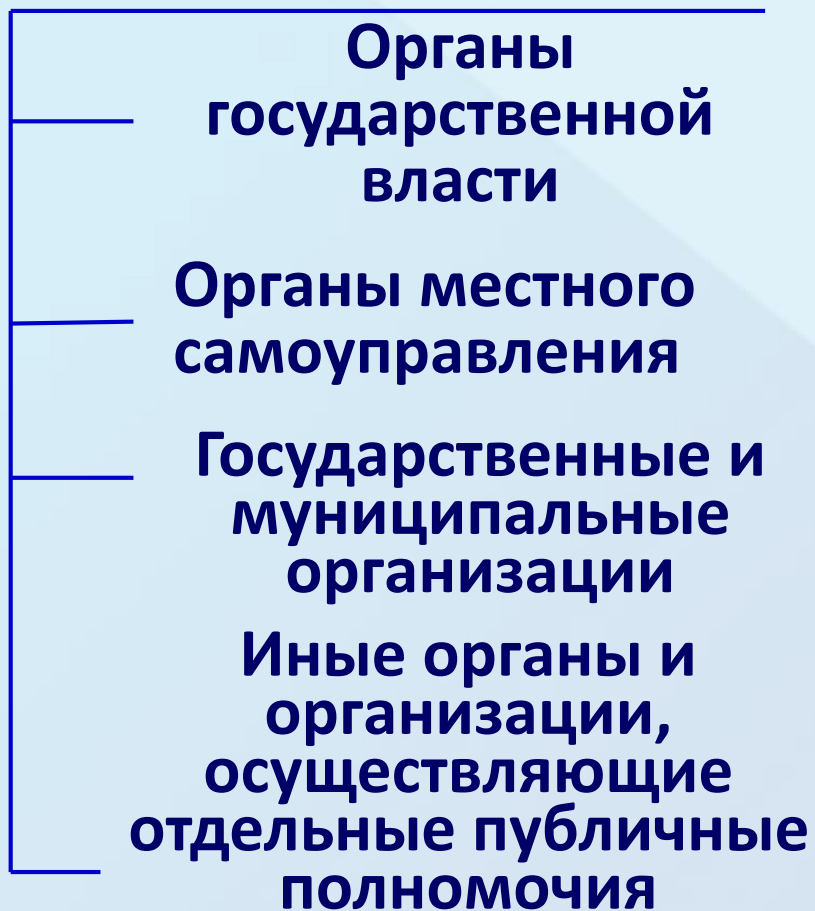 Органы
государственной
власти
Органы местного
самоуправления
Государственные и
муниципальные
организации
Иные органы и
организации,
осуществляющие
отдельные публичные
полномочия